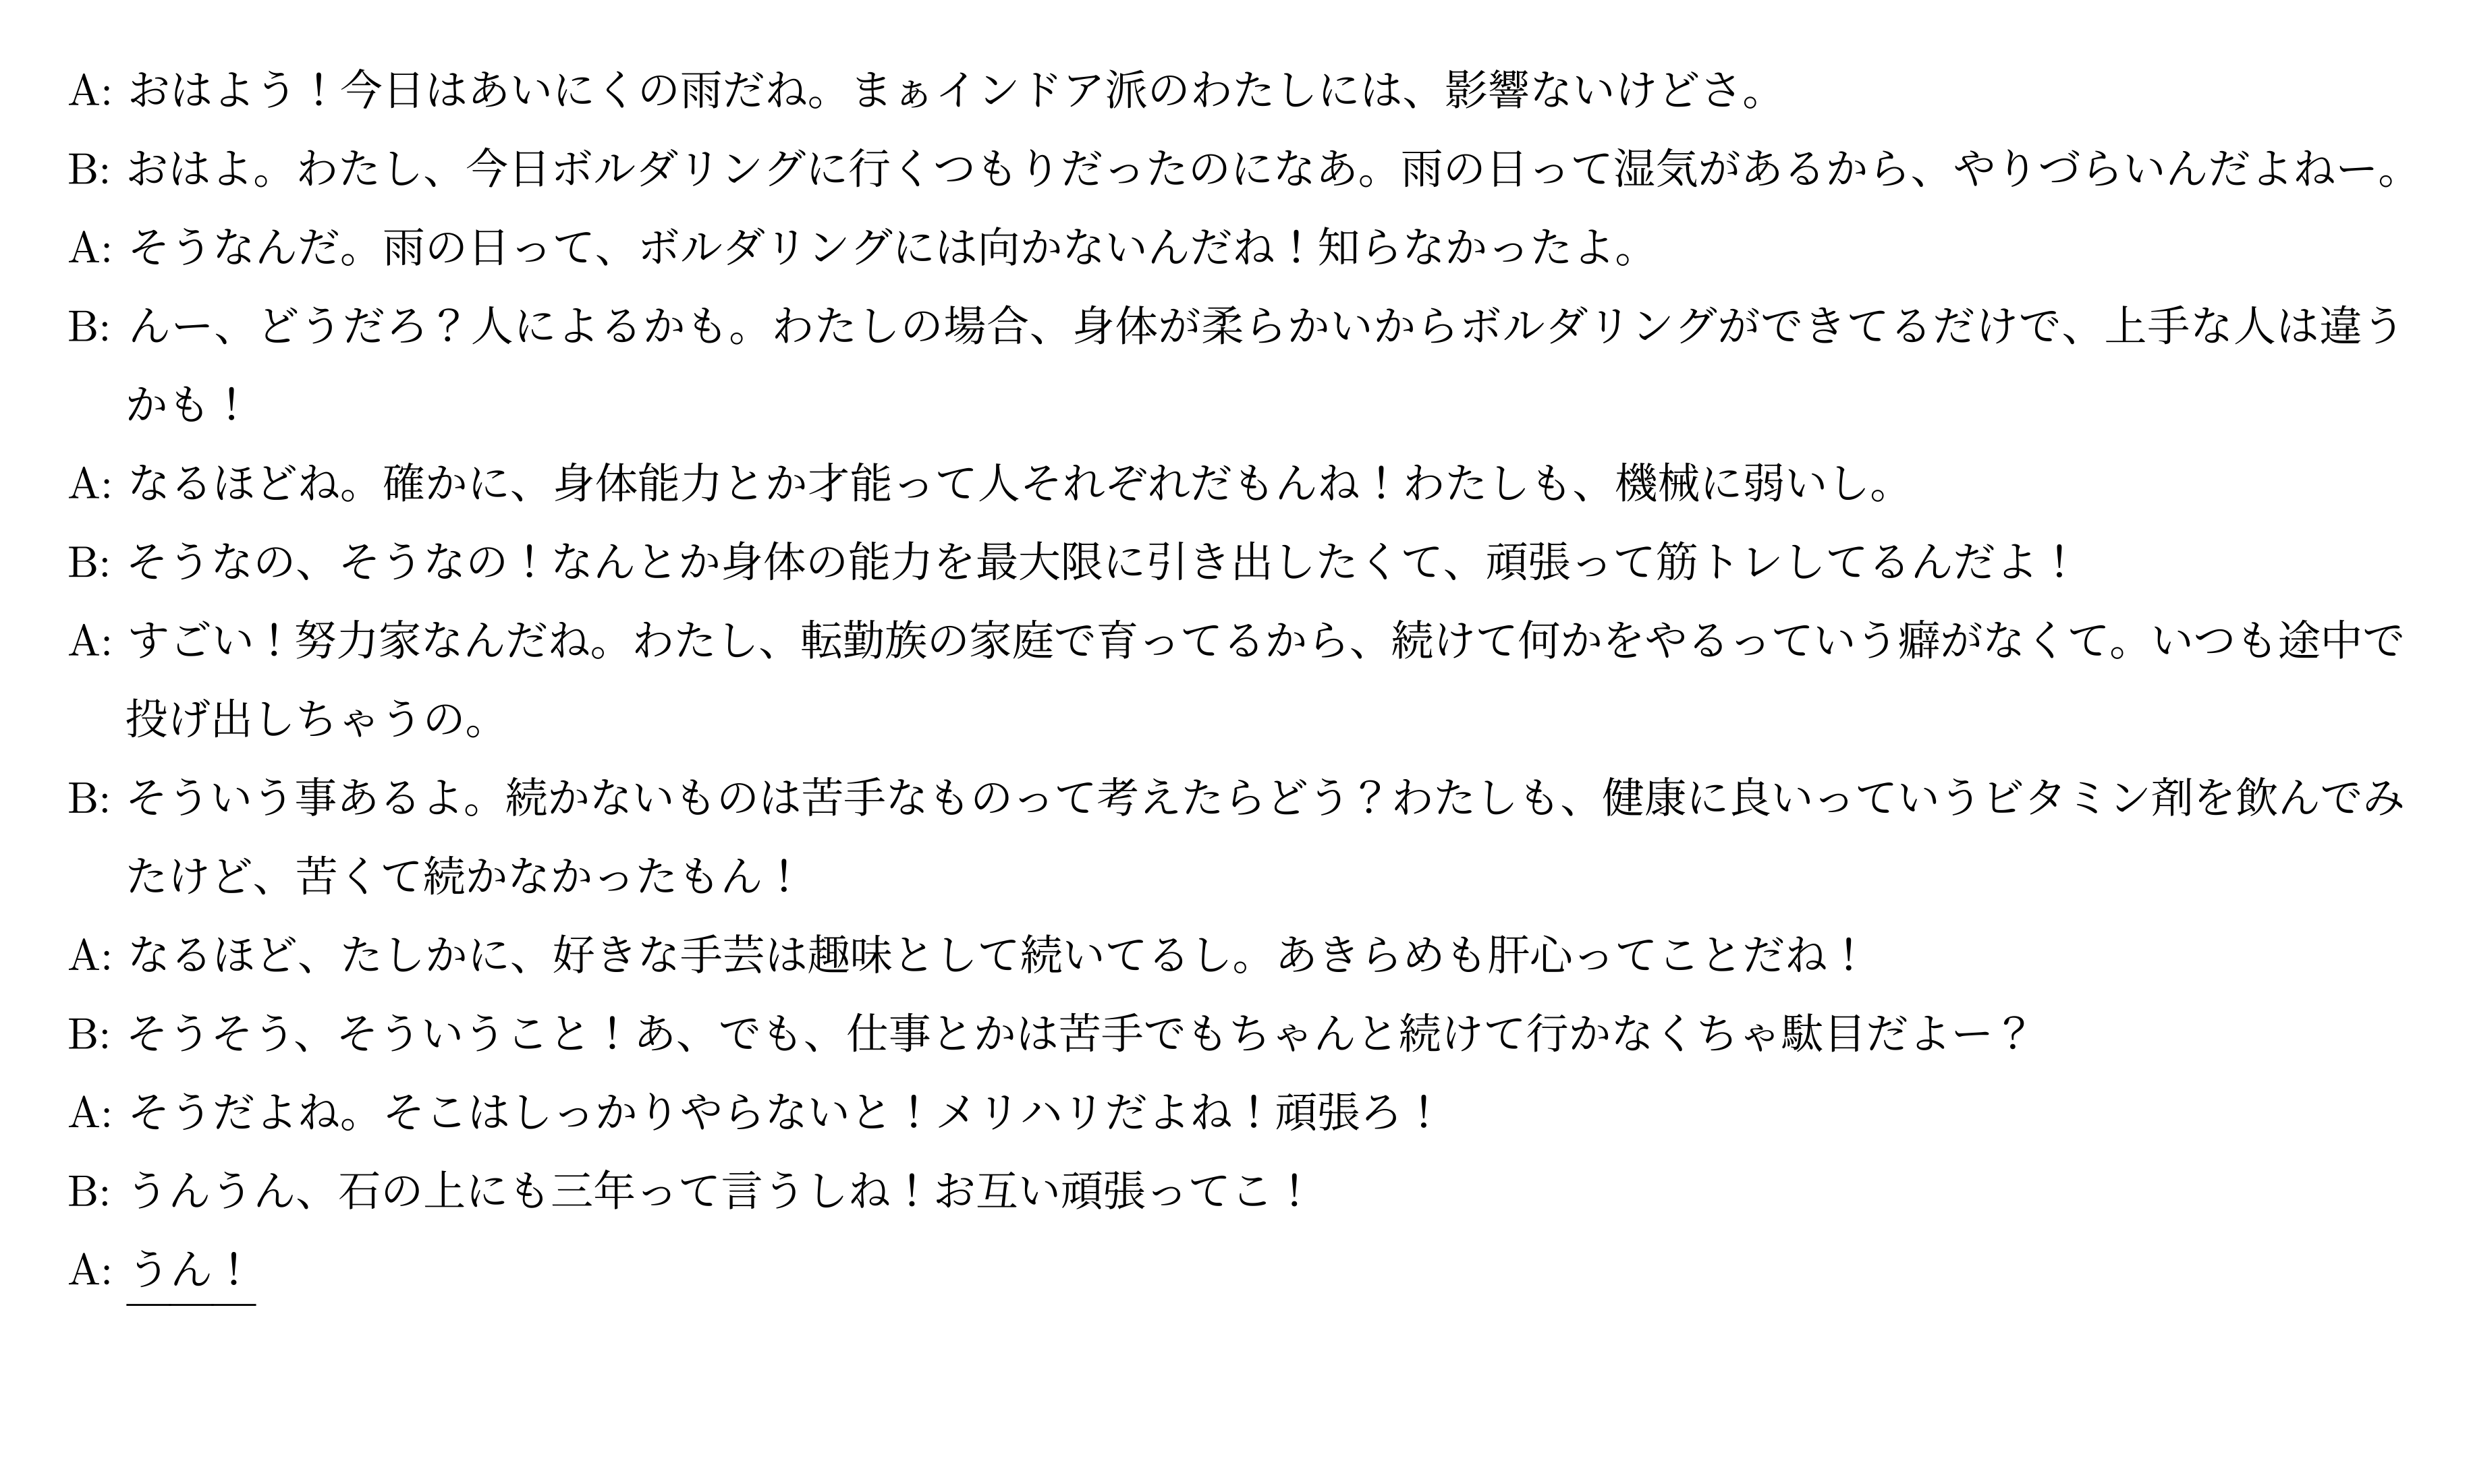 A: おはよう！今日はあいにくの雨だね。まぁインドア派のわたしには、影響ないけどさ。
B: おはよ。わたし、今日ボルダリングに行くつもりだったのになあ。雨の日って湿気があるから、やりづらいんだよねー。
A: そうなんだ。雨の日って、ボルダリングには向かないんだね！知らなかったよ。
B: んー、どうだろ？人によるかも。わたしの場合、身体が柔らかいからボルダリングができてるだけで、上手な人は違う
かも！
A: なるほどね。確かに、身体能力とか才能って人それぞれだもんね！わたしも、機械に弱いし。
B: そうなの、そうなの！なんとか身体の能力を最大限に引き出したくて、頑張って筋トレしてるんだよ！
A: すごい！努力家なんだね。わたし、転勤族の家庭で育ってるから、続けて何かをやるっていう癖がなくて。いつも途中で
投げ出しちゃうの。
B: そういう事あるよ。続かないものは苦手なものって考えたらどう？わたしも、健康に良いっていうビタミン剤を飲んでみ
たけど、苦くて続かなかったもん！
A: なるほど、たしかに、好きな手芸は趣味として続いてるし。あきらめも肝心ってことだね！
B: そうそう、そういうこと！あ、でも、仕事とかは苦手でもちゃんと続けて行かなくちゃ駄目だよー？
A: そうだよね。そこはしっかりやらないと！メリハリだよね！頑張ろ！
B: うんうん、石の上にも三年って言うしね！お互い頑張ってこ！
A: うん！